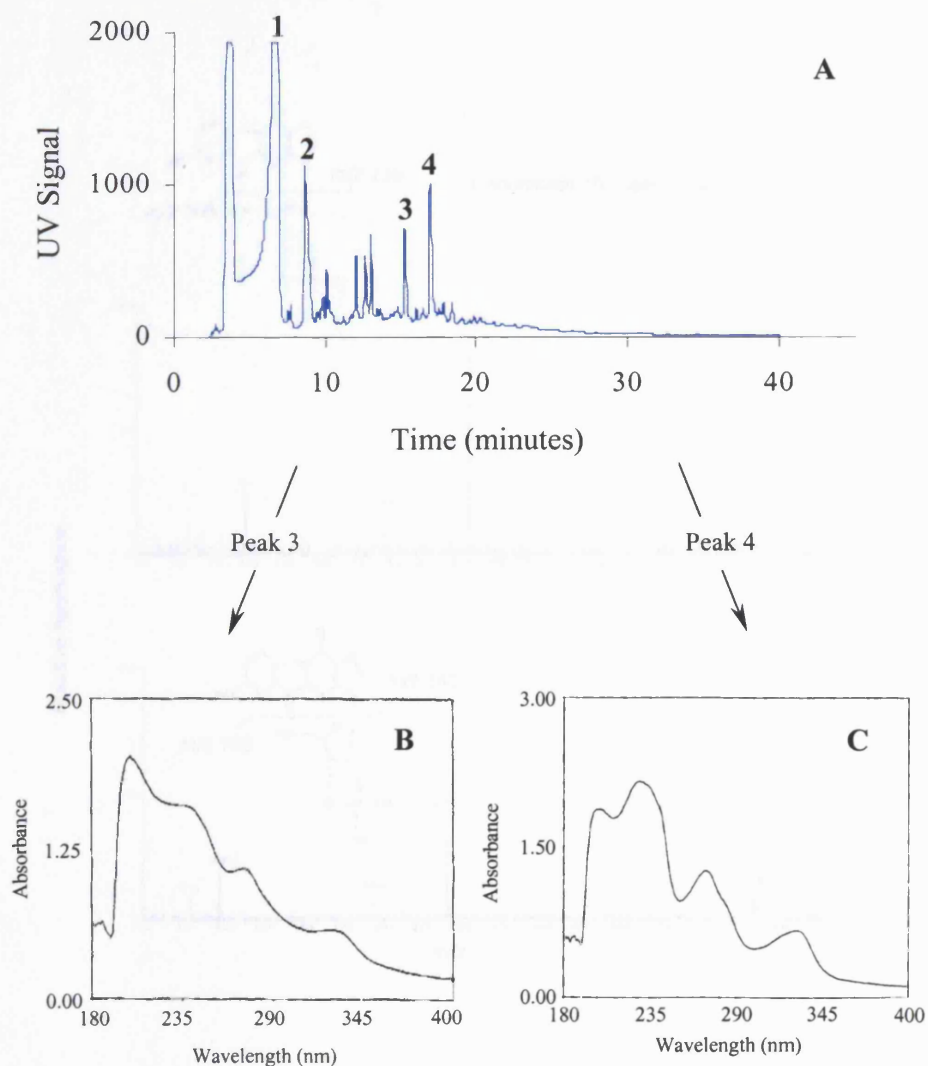 1
2000
A
UV Signal
2
4
1000
3
0
0 10 20 30 40
Time (minutes)
Peak 3
Peak 4
2.50
B
1.25
Absorbance
0.00
180 235 290 345 400
Wavelength (nm)
3.00
C
1.50
Absorbance
0.00
180 235 290 345 400
Wavelength (nm)